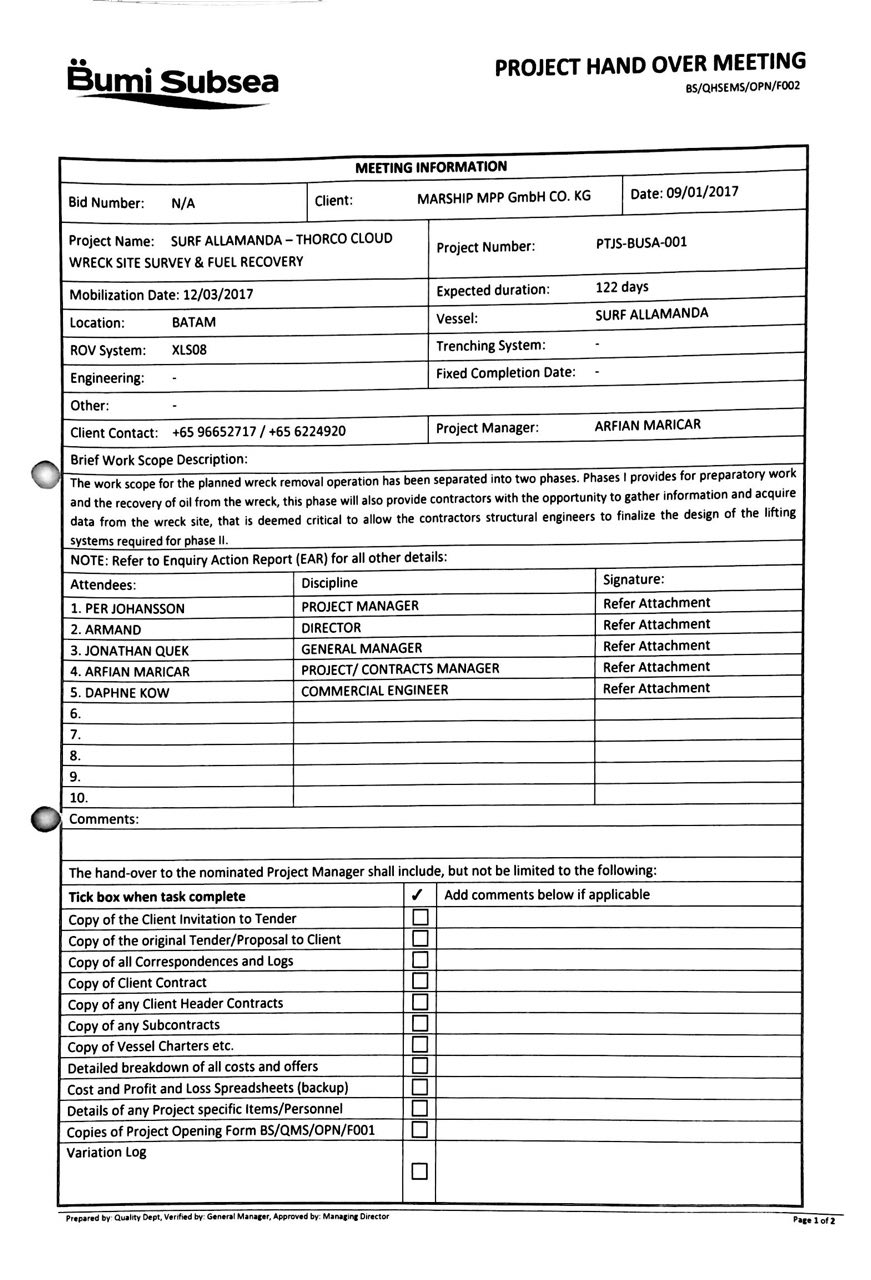 Bumi Subsea
PROJECT HAND OVER MEETING
BS/QHSEMS/OPN/F002
MEETING INFORMATION
Bid Number: N/A Client: MARSHIP MPP GmbH CO. KG Date: 09/01/2017
Project Name: SURF ALLAMANDA – THORCO CLOUD
WRECK SITE SURVEY & FUEL RECOVERY
Project Number: PTJS-BUSA-001
Mobilization Date: 12/03/2017 Expected duration: 122 days
Location: BATAM Vessel: SURF ALLAMANDA
ROV System: XLS08 Trenching System: -
Engineering: - Fixed Completion Date: -
Other: -
Client Contact: +65 96652717 / +65 6224920 Project Manager: ARFIAN MARICAR
Brief Work Scope Description:
The work scope for the planned wreck removal operation has been separated into two phases. Phases I provides for preparatory work
and the recovery of oil from the wreck, this phase will also provide contractors with the opportunity to gather information and acquire
data from the wreck site, that is deemed critical to allow the contractors structural engineers to finalize the design of the lifting
systems required for phase II.
NOTE: Refer to Enquiry Action Report (EAR) for all other details:
Attendees: Discipline Signature:
1. PER JOHANSSON PROJECT MANAGER Refer Attachment
2. ARMAND DIRECTOR Refer Attachment
3. JONATHAN QUEK GENERAL MANAGER Refer Attachment
4. ARFIAN MARICAR PROJECT/ CONTRACTS MANAGER Refer Attachment
5. DAPHNE KOW COMMERCIAL ENGINEER Refer Attachment
6.
7.
8.
9.
10.
Comments:
The hand-over to the nominated Project Manager shall include, but not be limited to the following:
Tick box when task complete ✓ Add comments below if applicable
Copy of the Client Invitation to Tender
Copy of the original Tender/Proposal to Client
Copy of all Correspondences and Logs
Copy of Client Contract
Copy of any Client Header Contracts
Copy of any Subcontracts
Copy of Vessel Charters etc.
Detailed breakdown of all costs and offers
Cost and Profit and Loss Spreadsheets (backup)
Details of any Project specific Items/Personnel
Copies of Project Opening Form BS/QMS/OPN/F001
Variation Log
Prepared by: Quality Dept, Verified by: General Manager, Approved by: Managing Director
Page 1 of 2